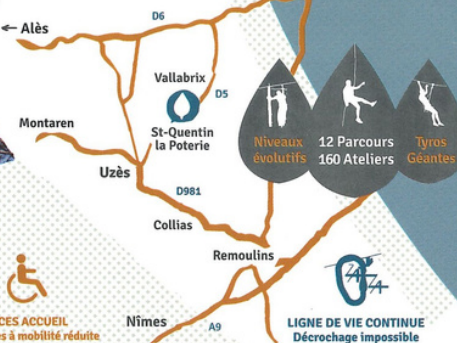 ← Alès
D6
Vallabrix
D5
Montaren
St-Quentin
la Poterie
Uzès
D981
Collias
Remoulins
Nîmes
A9
Niveaux
évolutifs
12 Parcours
160 Ateliers
Tyros
Géantes
CES ACCUEIL
à mobilité réduite
LIGNE DE VIE CONTINUE
Décrochage impossible